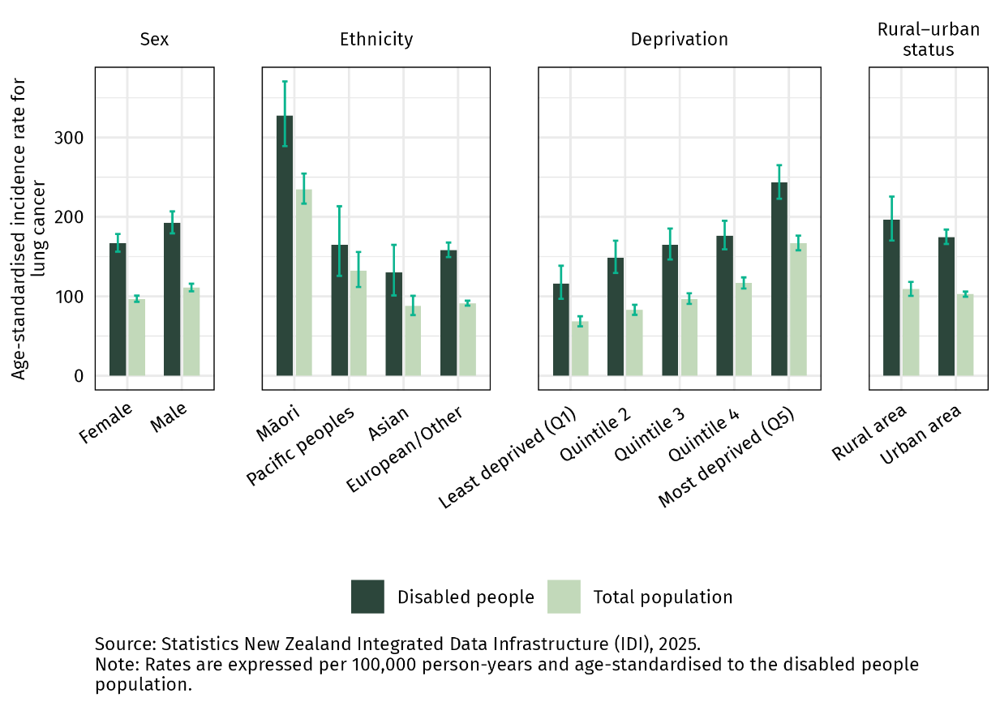 Sex
Ethnicity
Deprivation
Rural–urban
status
Age-standardised incidence rate for
lung cancer
300
200
100
0
Female
Male
Māori
Pacific peoples
Asian
European/Other
Least deprived (Q1)
Quintile 2
Quintile 3
Quintile 4
Most deprived (Q5)
Rural area
Urban area
Disabled people
Total population
Source: Statistics New Zealand Integrated Data Infrastructure (IDI), 2025.
Note: Rates are expressed per 100,000 person-years and age-standardised to the disabled people
population.